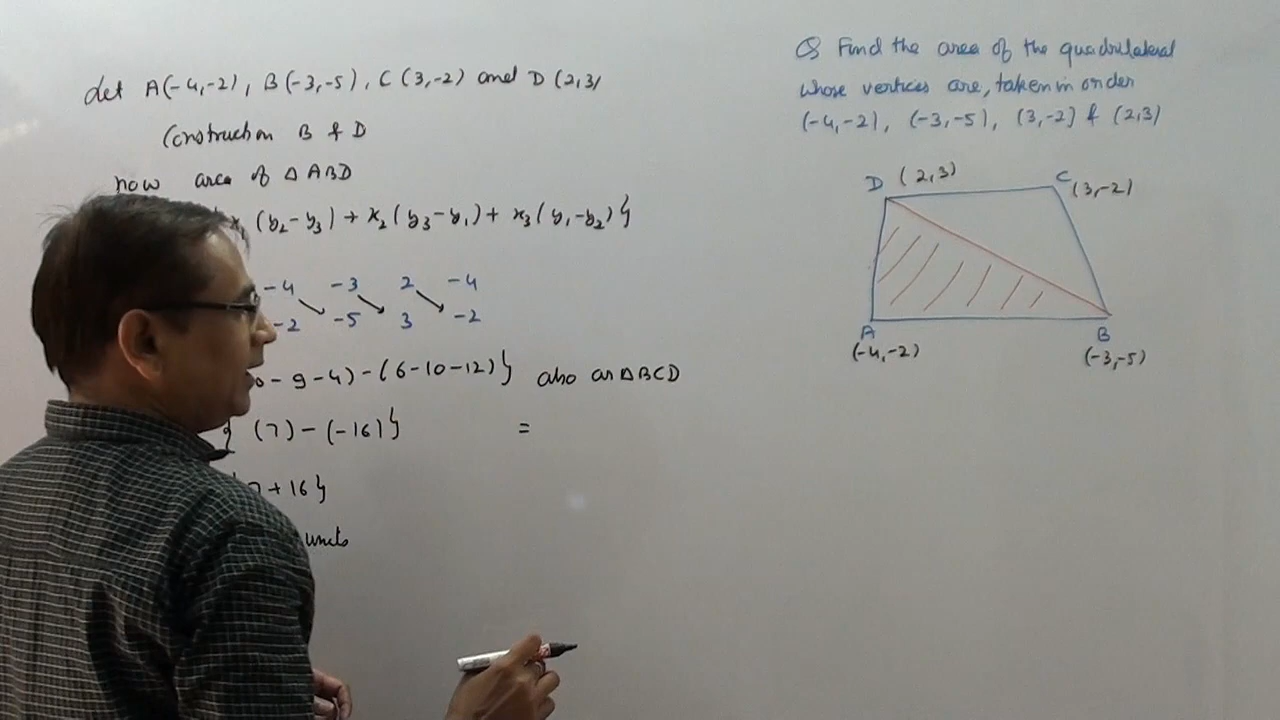 Let A(-4,-2), B(-3,-5), C(3,-2) and D(2,3)
Construction B & D
now area of △ABD
x₁(y₂-y₃)+x₂(y₃-y₁)+x₃(y₁-y₂)}
-4 -3 2 -4
-2 -5 3 -2
0-9-4)-(6-10-12)}
{(7)-(-16)}
7+16}
units
also ar△BCD
=
Q Find the area of the quadrilateral
whose vertices are, taken in order
(-4,-2), (-3,-5), (3,-2) & (2,3)
D (2,3)
C (3,-2)
A
(-4,-2)
B
(-3,-5)